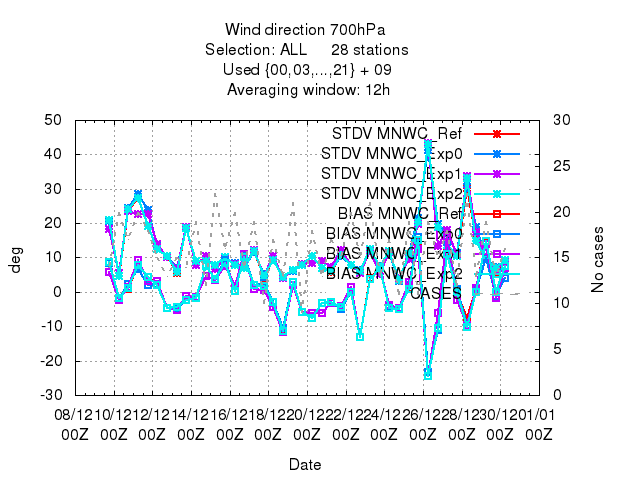 Wind direction 700hPa
Selection: ALL 28 stations
Used {00,03,...,21} + 09
Averaging window: 12h
50 30
STDV MNWC_Ref
STDV MNWC_Exp0
40 25
STDV MNWC_Exp1
30 STDV MNWC_Exp2
20
BIAS MNWC_Ref
20 BIAS MNWC_Exp0
10 BIAS MNWC_Exp1 15
BIAS MNWC_Exp2
0 CASES 10
-10
5
-20
-30 0
deg
No cases
08/12 10/12 12/12 14/12 16/12 18/12 20/12 22/12 24/12 26/12 28/12 30/12 01/01
00Z 00Z 00Z 00Z 00Z 00Z 00Z 00Z 00Z 00Z 00Z 00Z 00Z
Date